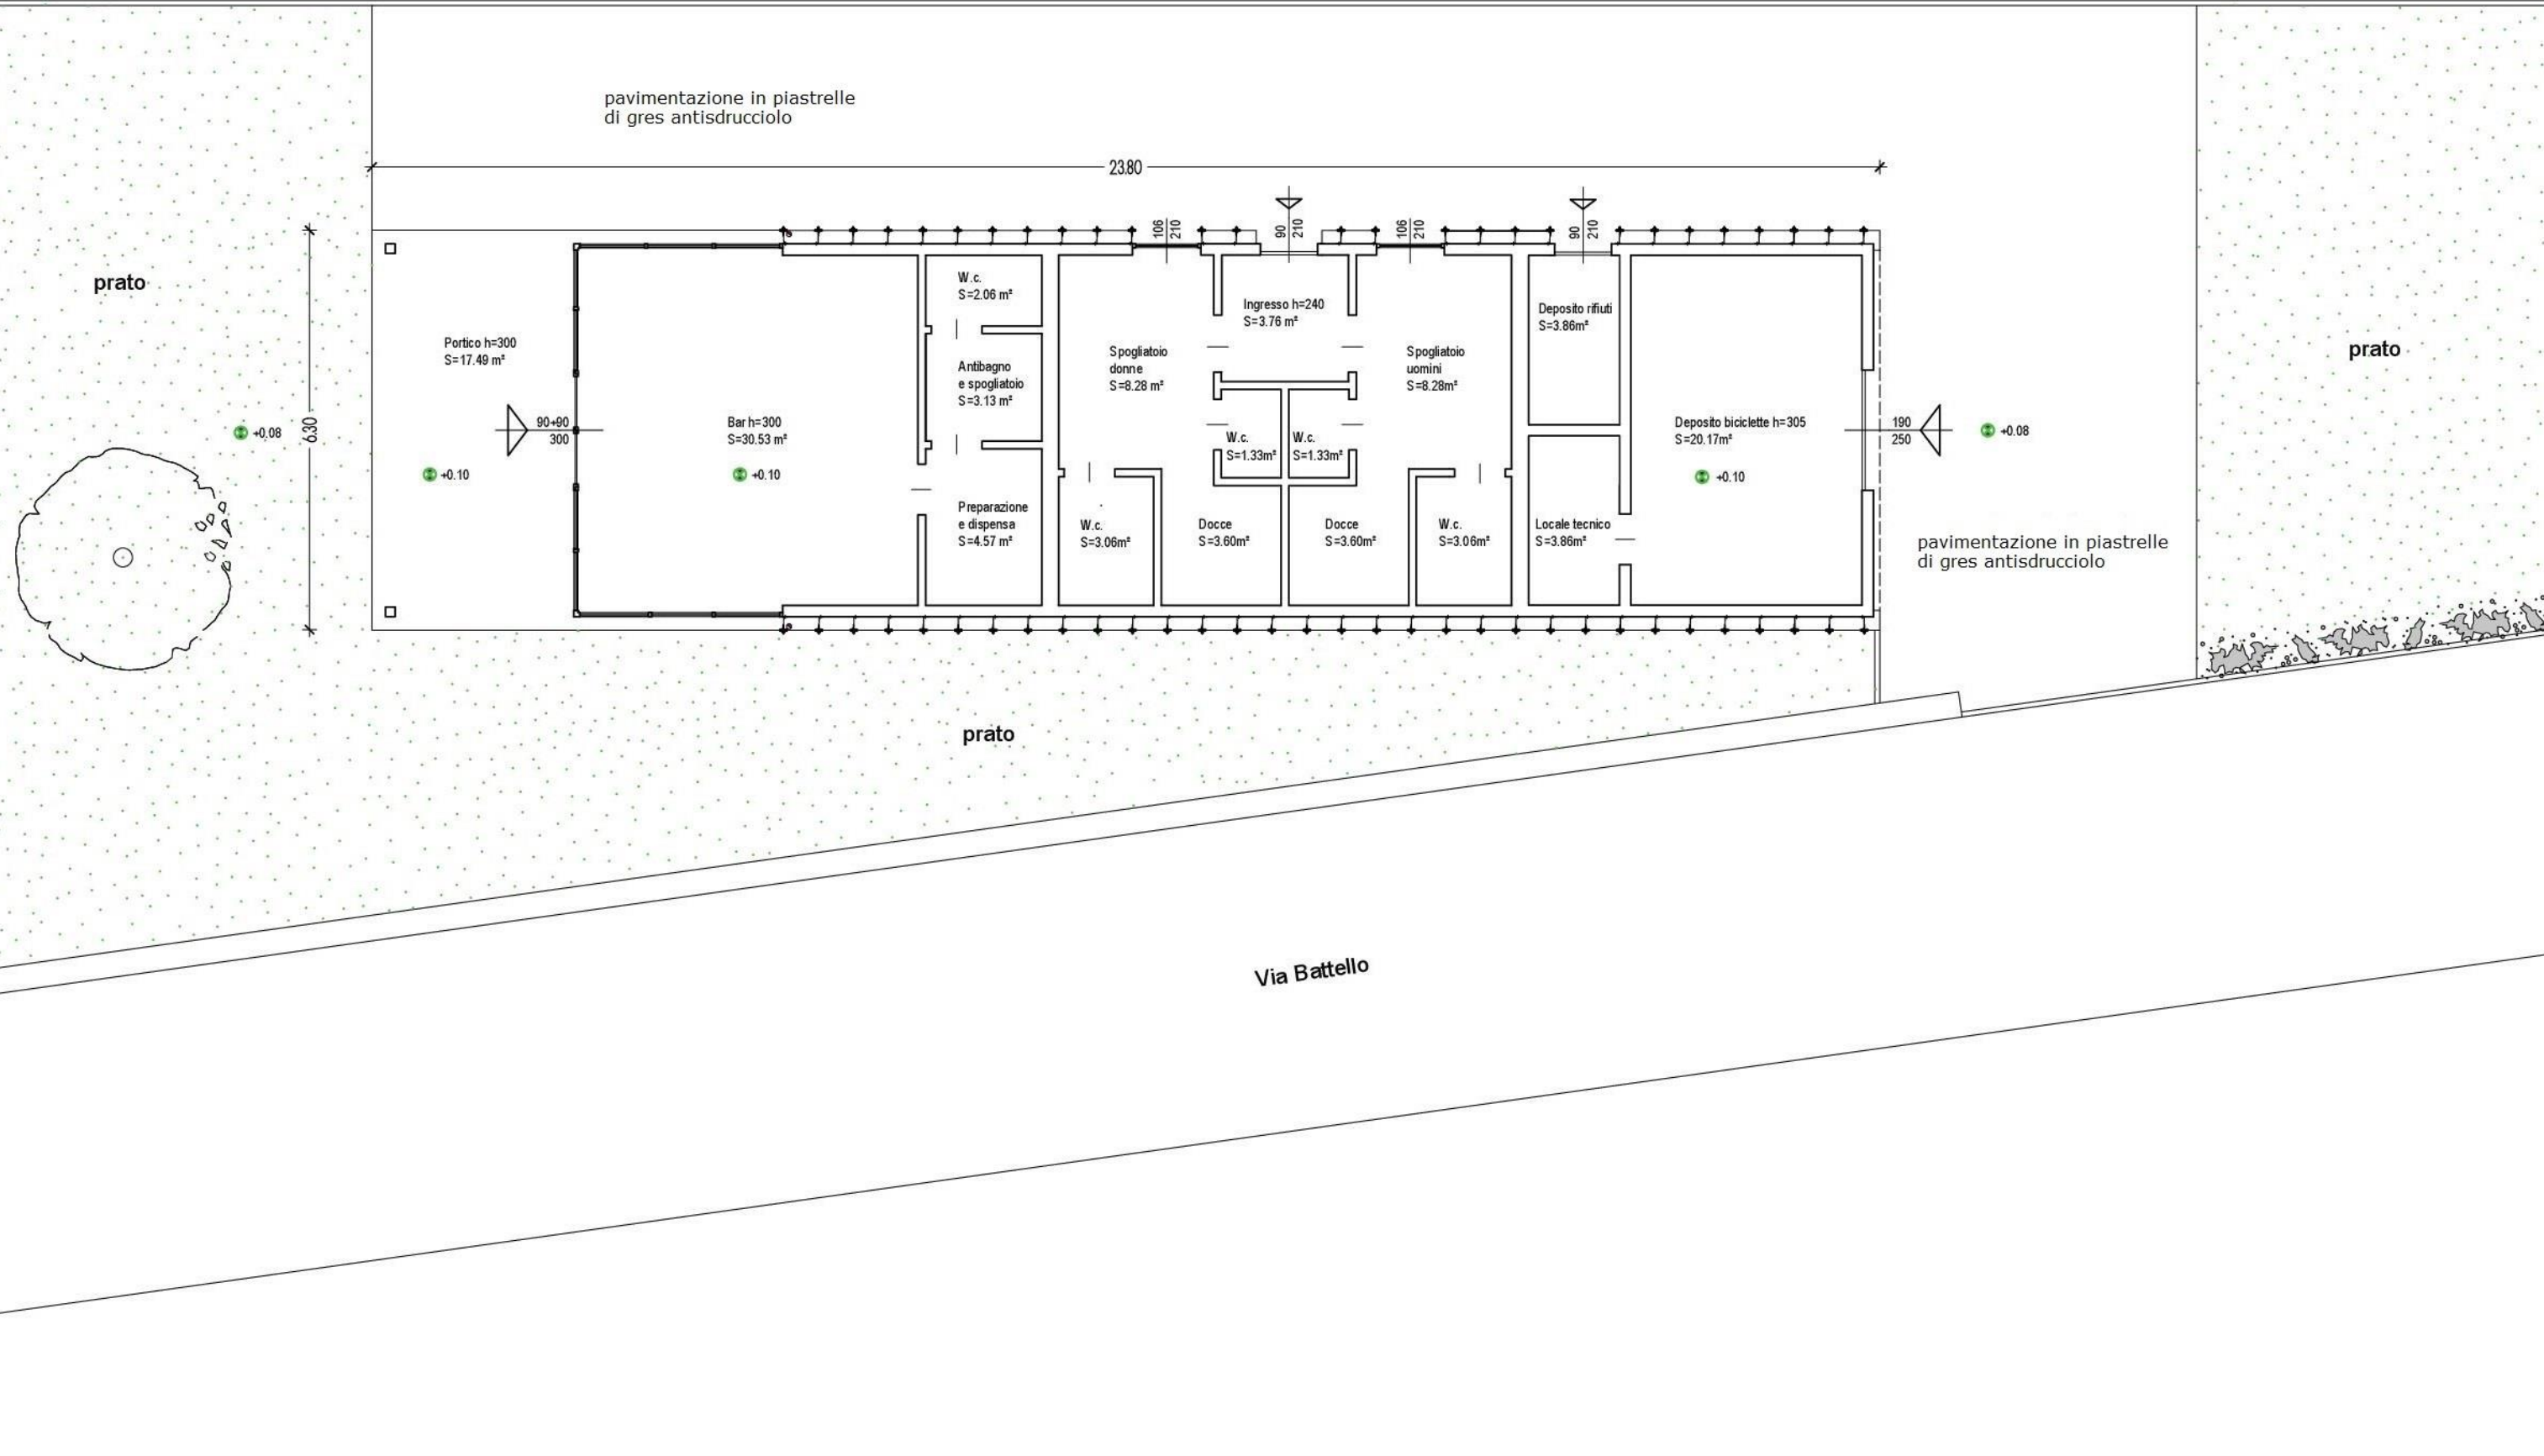 pavimentazione in piastrelle
di gres antisdrucciolo
23.80
106
210
90
210
106
210
90
210
prato
6.30
+0.08
Portico h=300
S=17.49 m²
90+90
300
+0.10
Bar h=300
S=30.53 m²
+0.10
W.c.
S=2.06 m²
Antibagno
e spogliatoio
S=3.13 m²
Preparazione
e dispensa
S=4.57 m²
Spogliatoio
donne
S=8.28 m²
Ingresso h=240
S=3.76 m²
Spogliatoio
uomini
S=8.28m²
W.c.
S=1.33m²
W.c.
S=1.33m²
W.c.
S=3.06m²
Docce
S=3.60m²
Docce
S=3.60m²
W.c.
S=3.06m²
Deposito rifiuti
S=3.86m²
Locale tecnico
S=3.86m²
Deposito biciclette h=305
S=20.17m²
+0.10
190
250
+0.08
prato
pavimentazione in piastrelle
di gres antisdrucciolo
prato
Via Battello